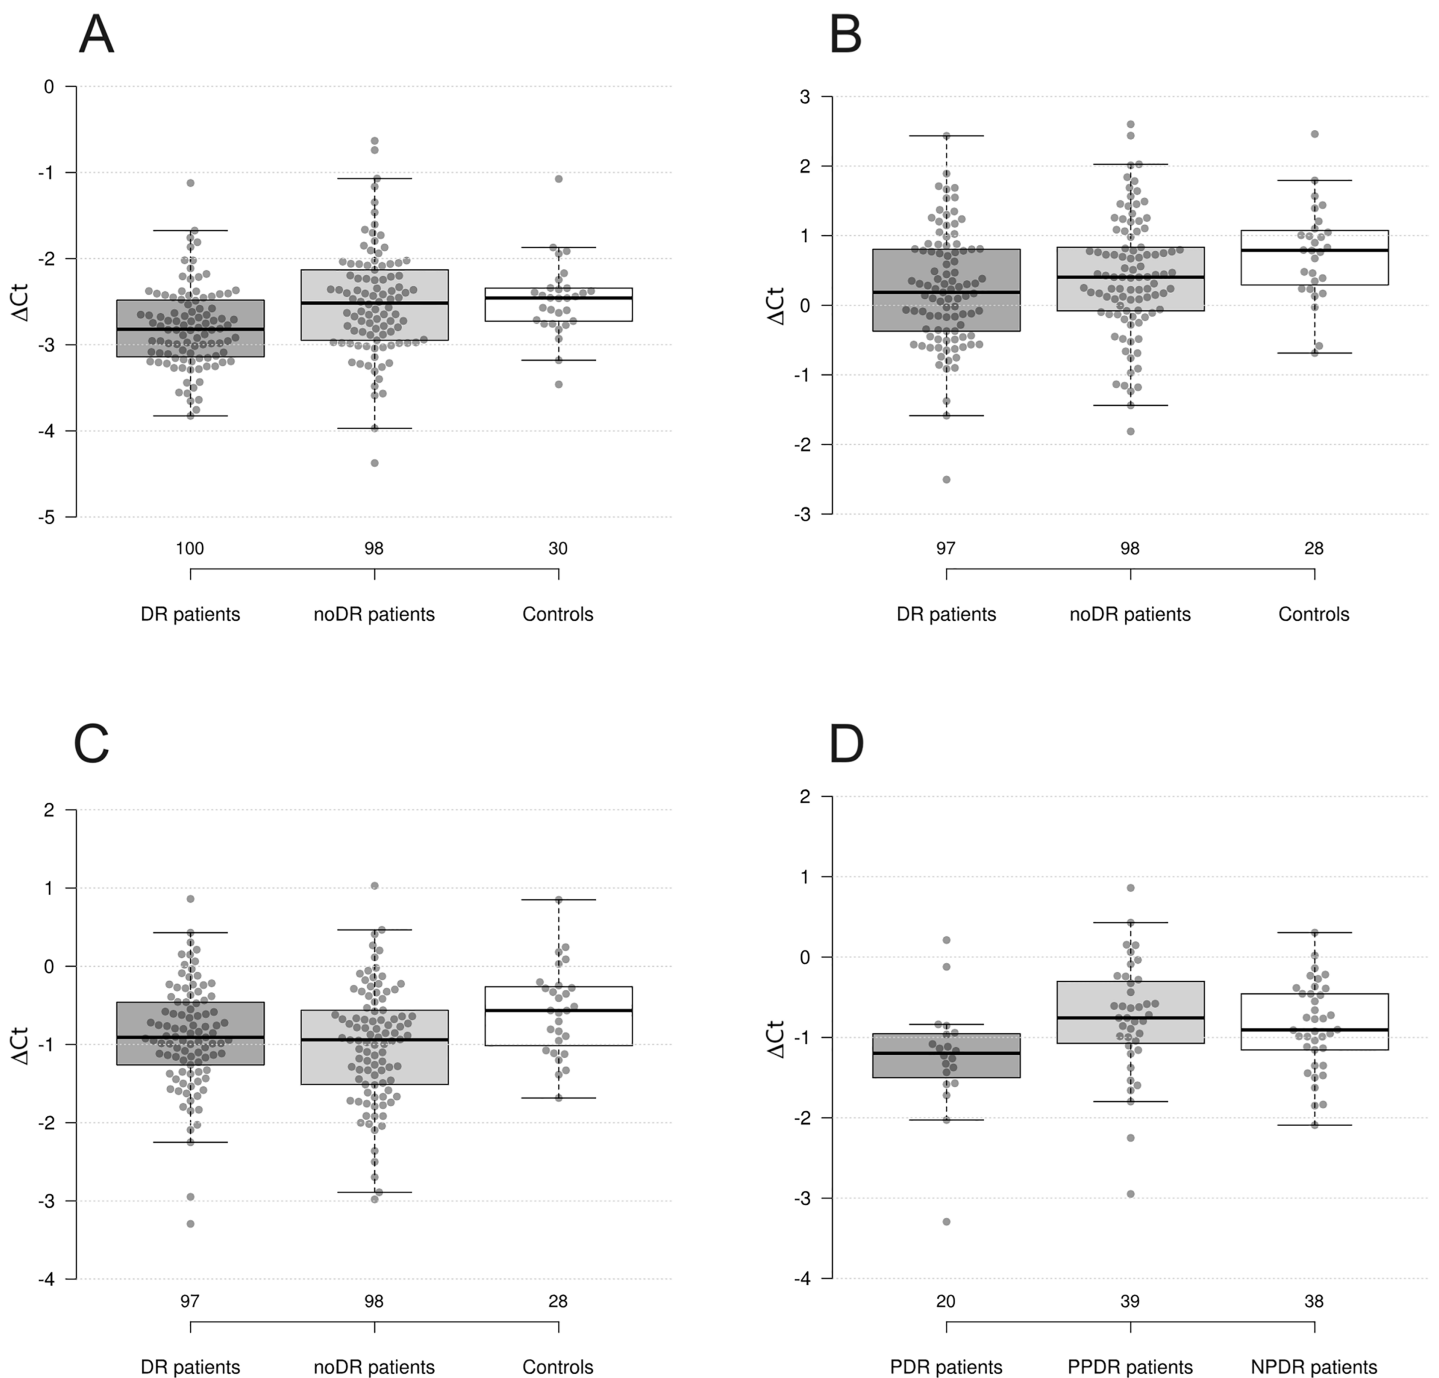 A
0
-1
-2
-3
-4
-5
ΔCt
100 98 30
DR patients noDR patients Controls
B
3
2
1
0
-1
-2
-3
ΔCt
97 98 28
DR patients noDR patients Controls
C
2
1
0
-1
-2
-3
-4
ΔCt
97 98 28
DR patients noDR patients Controls
D
2
1
0
-1
-2
-3
-4
ΔCt
20 39 38
PDR patients PPDR patients NPDR patients